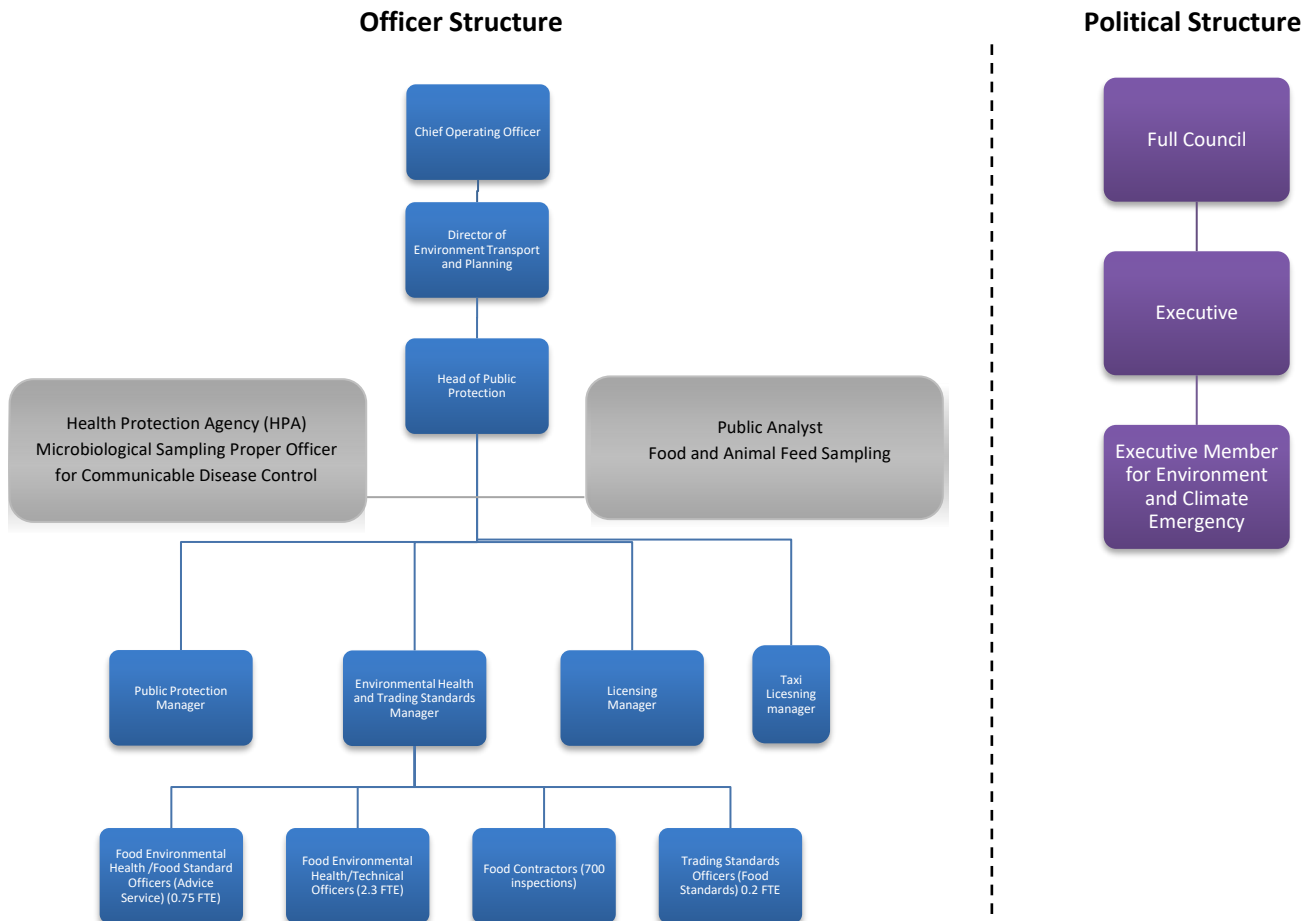 Officer Structure
Political Structure
Chief Operating Officer
Director of
Environment Transport
and Planning
Head of Public
Protection
Health Protection Agency (HPA)
Microbiological Sampling Proper Officer
for Communicable Disease Control
Public Analyst
Food and Animal Feed Sampling
Public Protection
Manager
Environmental Health
and Trading Standards
Manager
Licensing
Manager
Taxi
Licesning
manager
Food Environmental
Health /Food Standard
Officers (Advice
Service) (0.75 FTE)
Food Environmental
Health/Technical
Officers (2.3 FTE)
Food Contractors (700
inspections)
Trading Standards
Officers (Food
Standards) 0.2 FTE
Full Council
Executive
Executive Member
for Environment
and Climate
Emergency